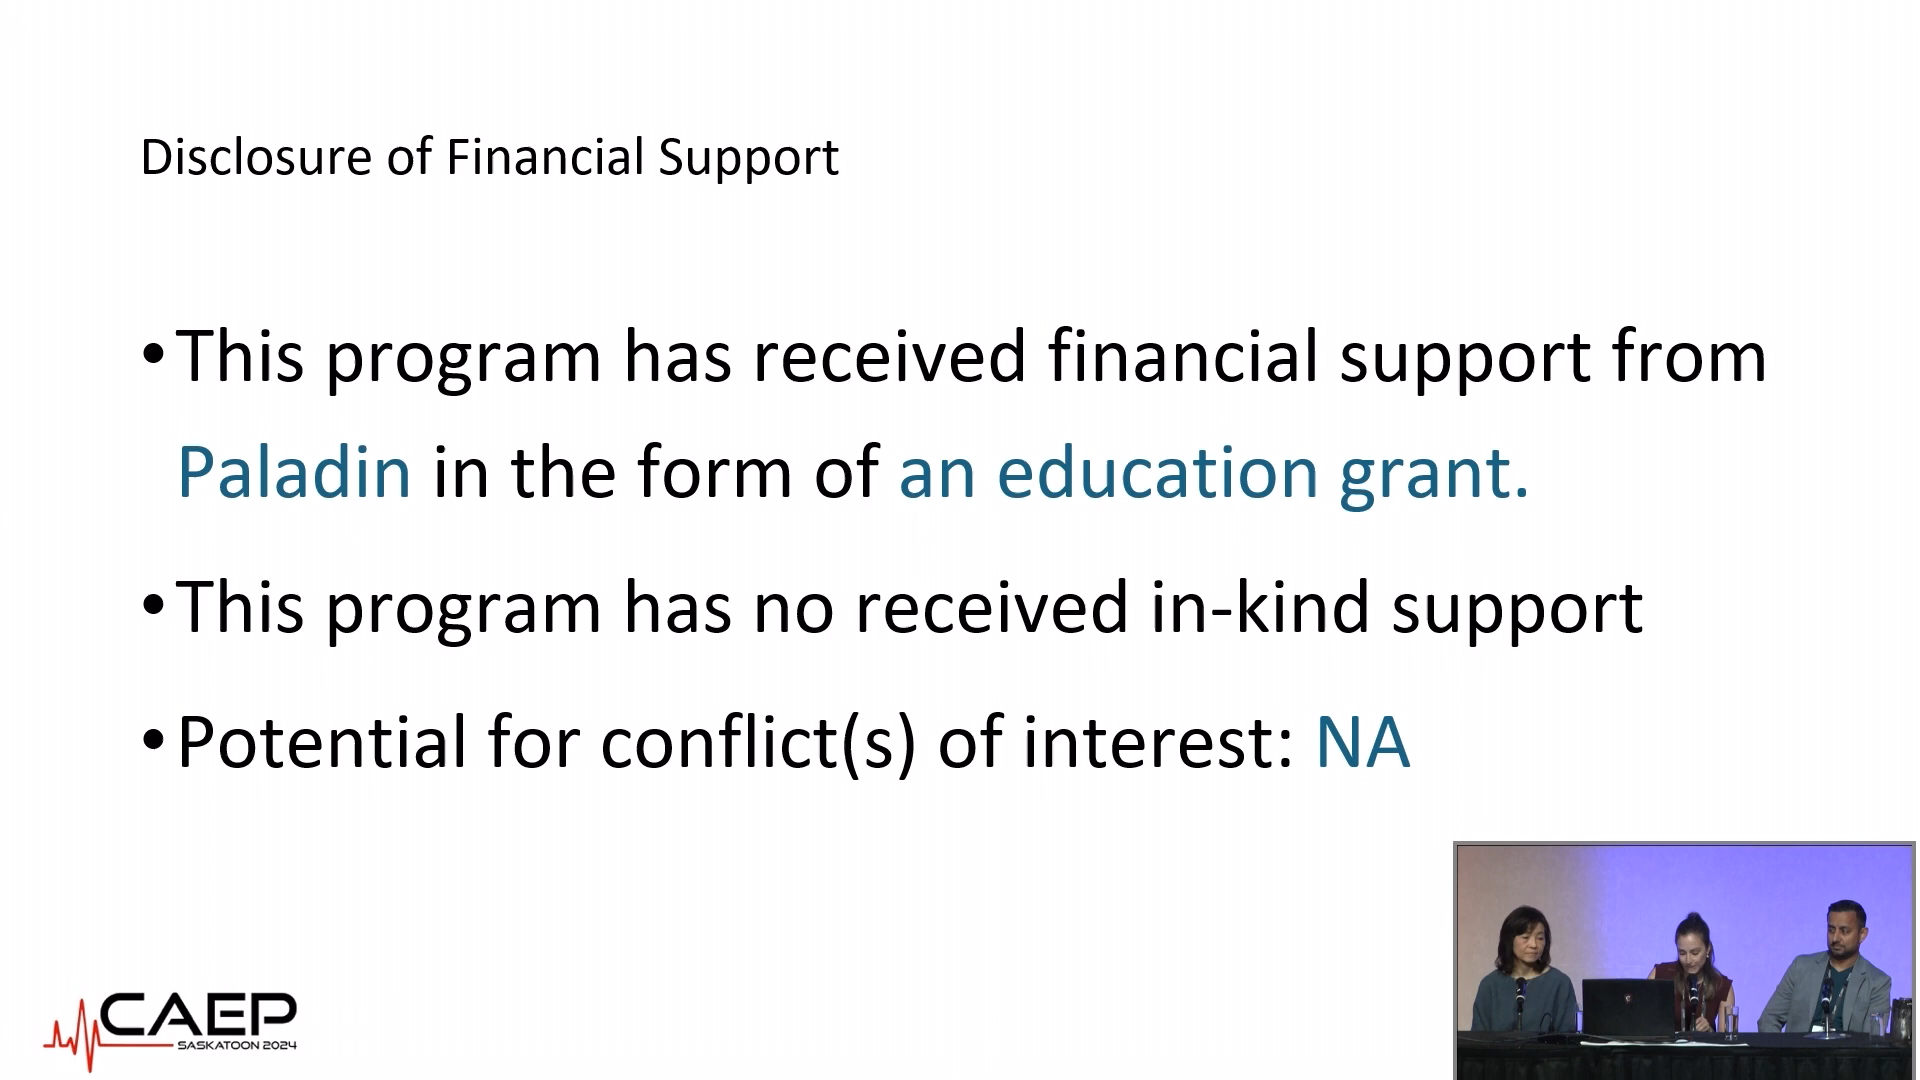 Disclosure of Financial Support
•This program has received financial support from
Paladin in the form of an education grant.
•This program has no received in-kind support
•Potential for conflict(s) of interest: NA
CAEP
SASKATOON 2024